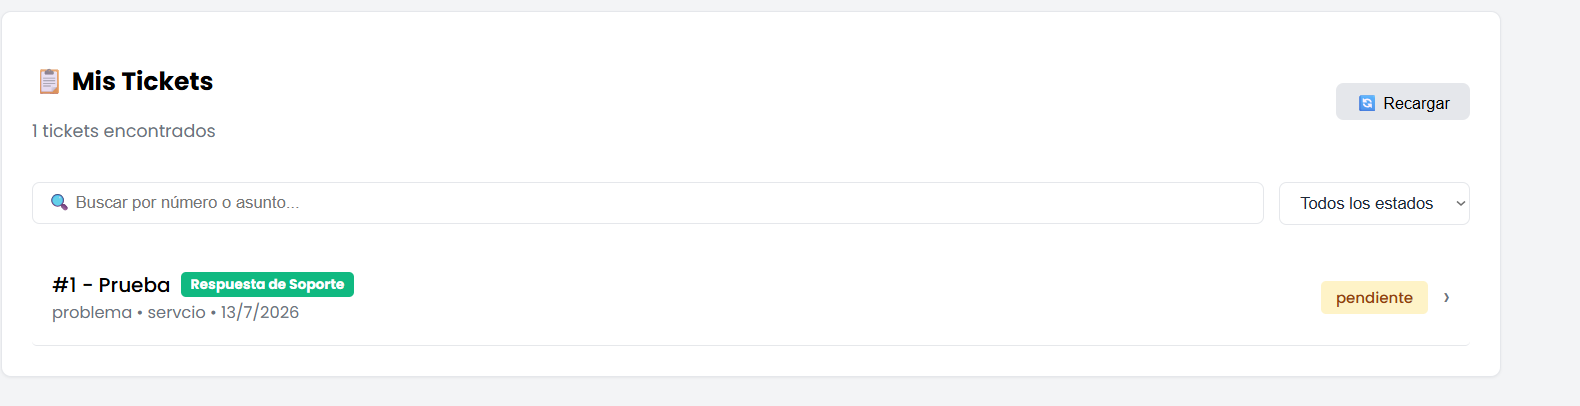 📋 Mis Tickets
1 tickets encontrados
🔄 Recargar
🔍 Buscar por número o asunto...
Todos los estados
#1 - Prueba Respuesta de Soporte
problema • servcio • 13/7/2026
pendiente ›